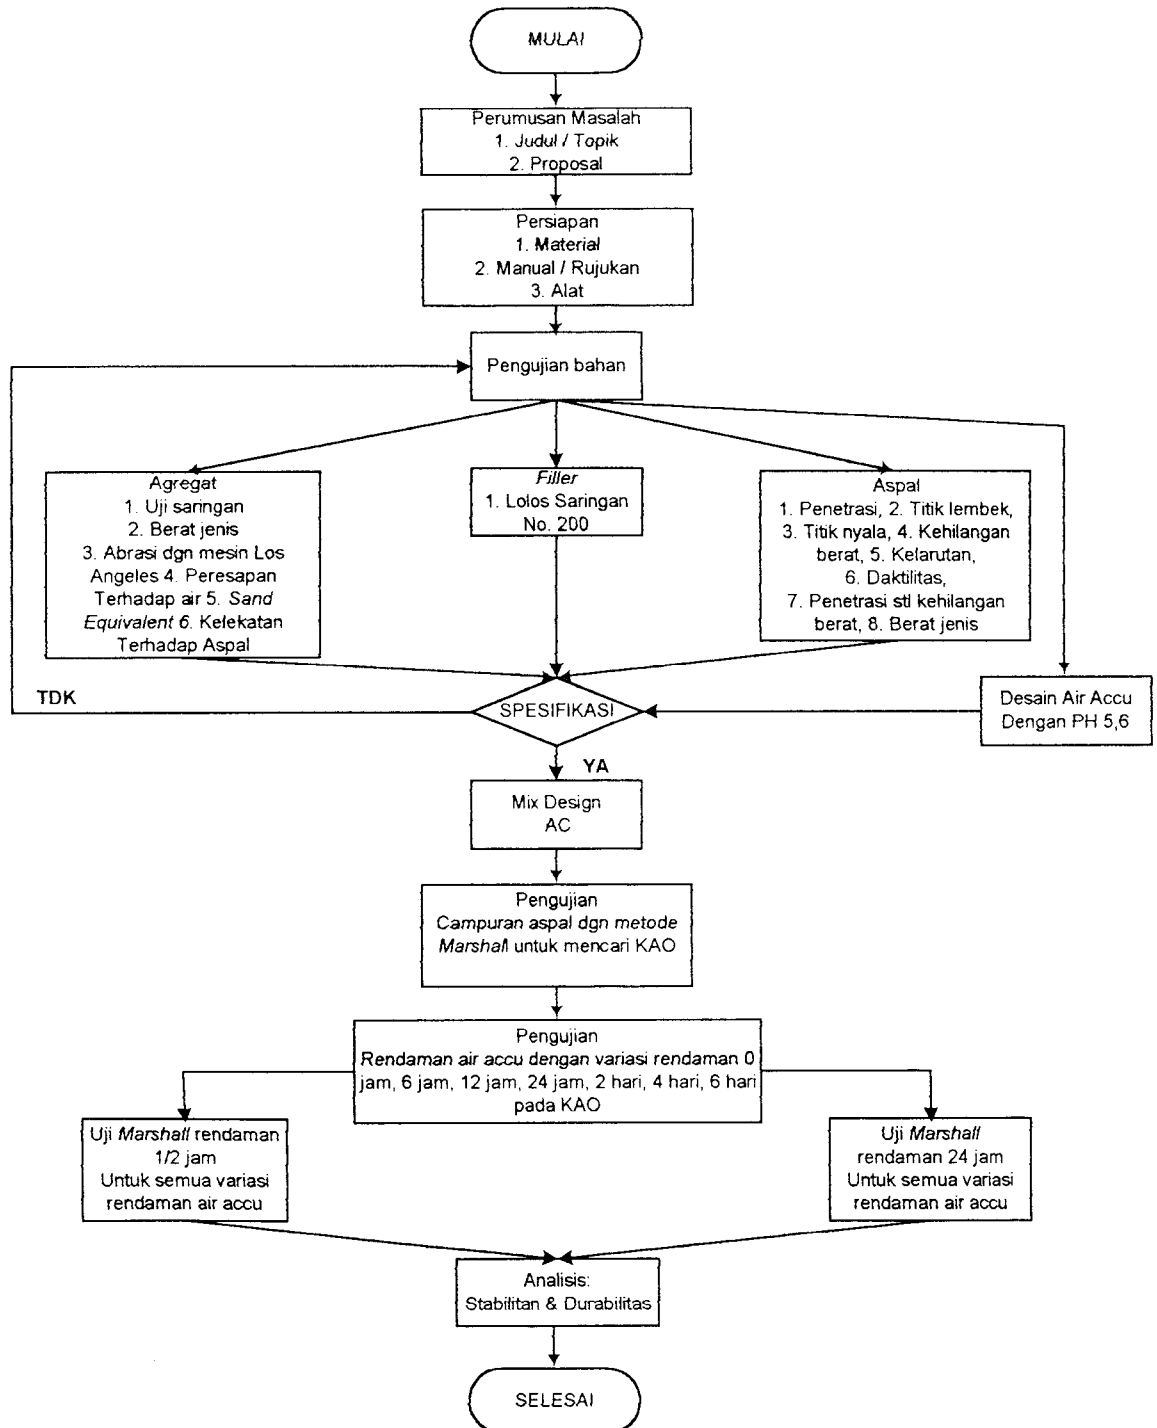 MULAI
Perumusan Masalah
1. Judul / Topik
2. Proposal
Persiapan
1. Material
2. Manual / Rujukan
3. Alat
Pengujian bahan
Agregat
1. Uji saringan
2. Berat jenis
3. Abrasi dgn mesin Los
Angeles 4. Peresapan
Terhadap air 5. Sand
Equivalent 6. Kelekatan
Terhadap Aspal
Filler
1. Lolos Saringan
No. 200
Aspal
1. Penetrasi, 2. Titik lembek,
3. Titik nyala, 4. Kehilangan
berat, 5. Kelarutan,
6. Daktilitas,
7. Penetrasi stl kehilangan
berat, 8. Berat jenis
TDK
SPESIFIKASI
Desain Air Accu
Dengan PH 5,6
YA
Mix Design
AC
Pengujian
Campuran aspal dgn metode
Marshall untuk mencari KAO
Pengujian
Rendaman air accu dengan variasi rendaman 0
jam, 6 jam, 12 jam, 24 jam, 2 hari, 4 hari, 6 hari
pada KAO
Uji Marshall rendaman
1/2 jam
Untuk semua variasi
rendaman air accu
Uji Marshall
rendaman 24 jam
Untuk semua variasi
rendaman air accu
Analisis:
Stabilitan & Durabilitas
SELESAI